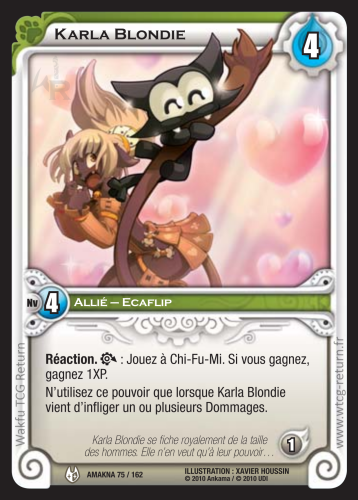 KARLA BLONDIE
4
Nv 4
ALLIÉ – ECAFLIP
Réaction. : Jouez à Chi-Fu-Mi. Si vous gagnez,
gagnez 1XP.
N'utilisez ce pouvoir que lorsque Karla Blondie
vient d'infliger un ou plusieurs Dommages.
Karla Blondie se fiche royalement de la taille
des hommes. Elle n'en veut qu'à leur pouvoir…
1
AMAKNA 75 / 162
ILLUSTRATION : XAVIER HOUSSIN
© 2010 Ankama / © 2010 UDI
Wakfu TCG Return
www.wtcg-return.fr